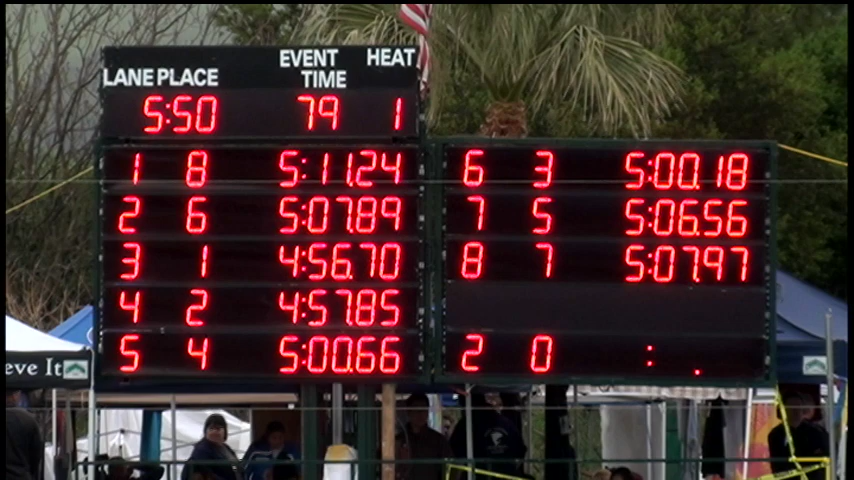 LANE PLACE EVENT TIME HEAT
5:50 79 1
1 8 5:11.24
2 6 5:07.89
3 1 4:56.70
4 2 4:57.85
5 4 5:00.66
6 3 5:00.18
7 5 5:06.56
8 7 5:07.97
2 0 : .
eve It